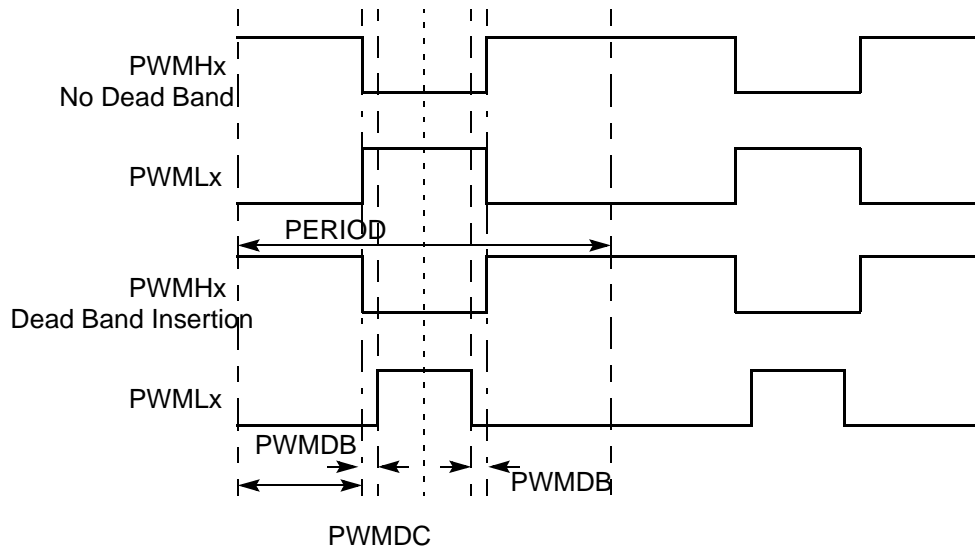 PWMHx
No Dead Band
PWMLx
PERIOD
PWMHx
Dead Band Insertion
PWMLx
PWMDB
PWMDB
PWMDC